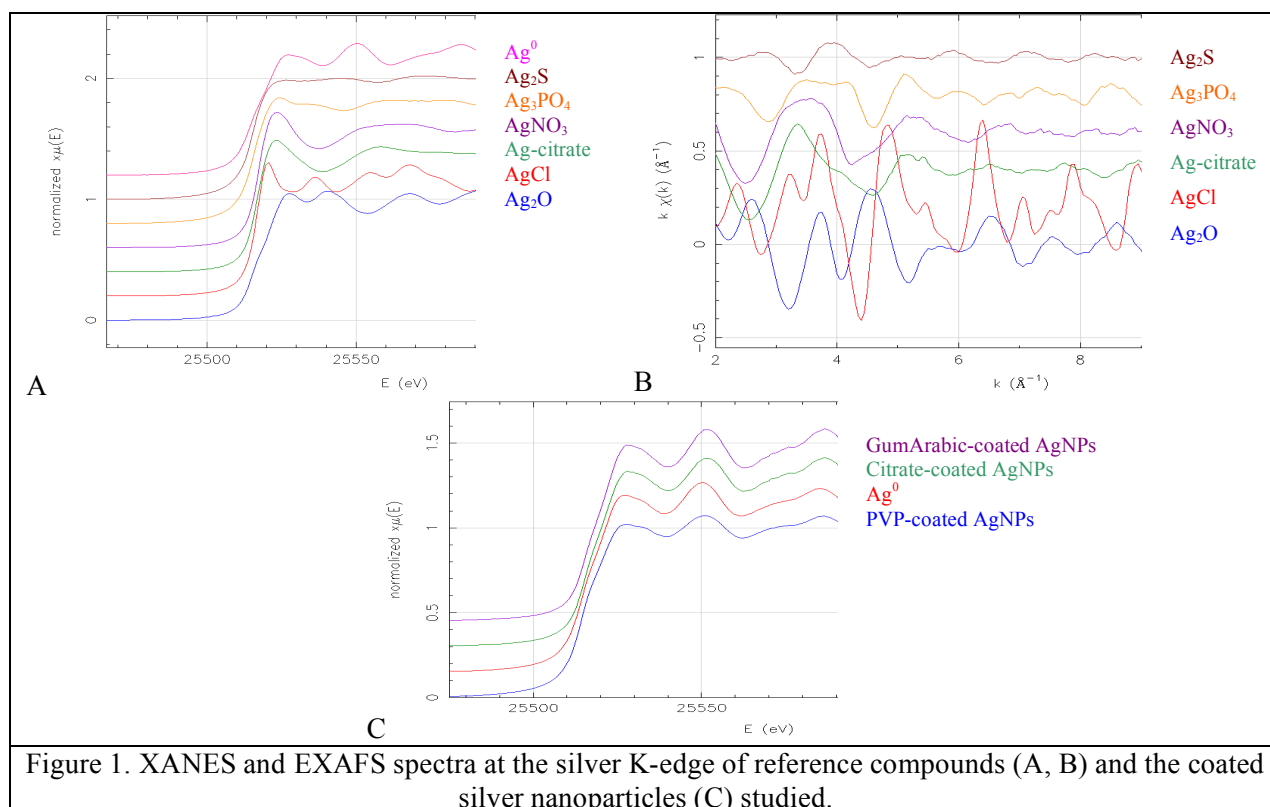 normalized xμ(E)
2
1
0
25500
25550
E (eV)
Ag⁰
Ag₂S
Ag₃PO₄
AgNO₃
Ag-citrate
AgCl
Ag₂O
A
k χ(k) (Å⁻¹)
1
0.5
0
−0.5
2
4
6
8
k (Å⁻¹)
Ag₂S
Ag₃PO₄
AgNO₃
Ag-citrate
AgCl
Ag₂O
B
normalized xμ(E)
1.5
1
0.5
0
25500
25550
E (eV)
GumArabic-coated AgNPs
Citrate-coated AgNPs
Ag⁰
PVP-coated AgNPs
C
Figure 1. XANES and EXAFS spectra at the silver K-edge of reference compounds (A, B) and the coated
silver nanoparticles (C) studied.